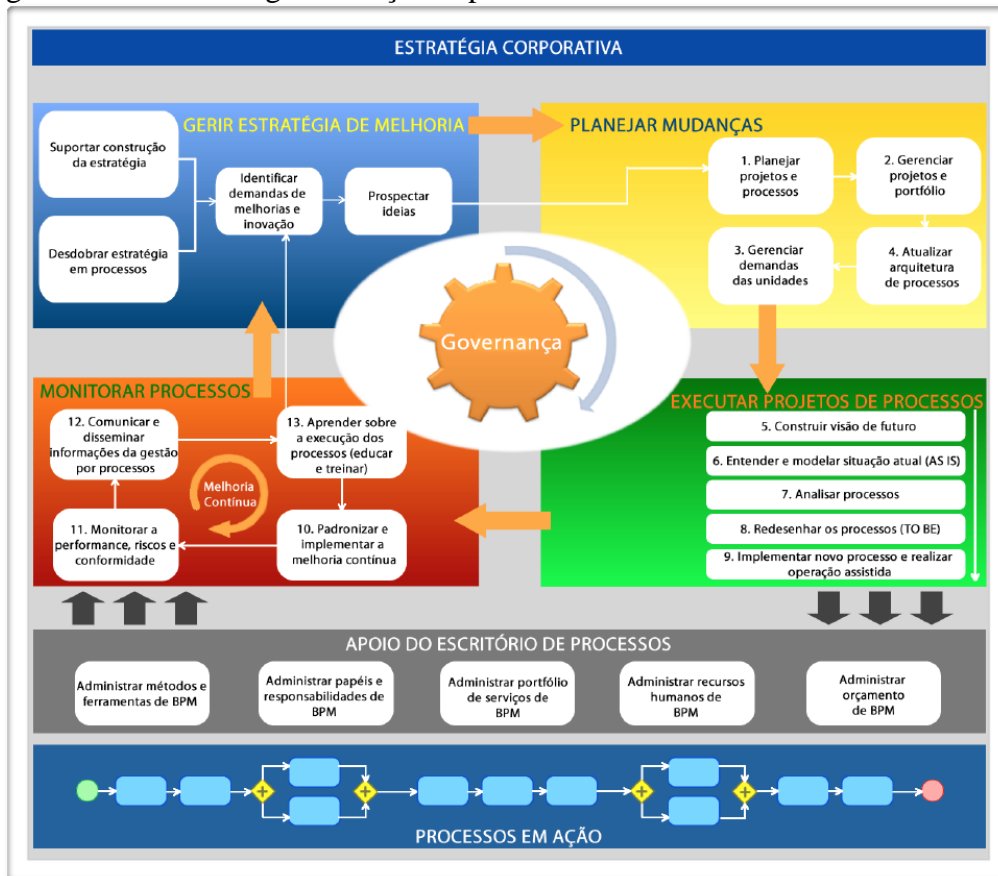 ESTRATÉGIA CORPORATIVA
GERIR ESTRATÉGIA DE MELHORIA
Suportar construção
da estratégia
Desdobrar estratégia
em processos
Identificar
demandas de
melhorias e
inovação
Prospectar
ideias
PLANEJAR MUDANÇAS
1. Planejar
projetos e
processos
2. Gerenciar
projetos e
portfólio
3. Gerenciar
demandas
das unidades
4. Atualizar
arquitetura
de processos
Governança
MONITORAR PROCESSOS
12. Comunicar e
disseminar
informações da gestão
por processos
13. Aprender sobre
a execução dos
processos (educar
e treinar)
Melhoria
Contínua
11. Monitorar a
performance, riscos e
conformidade
10. Padronizar e
implementar a
melhoria contínua
EXECUTAR PROJETOS DE PROCESSOS
5. Construir visão de futuro
6. Entender e modelar situação atual (AS IS)
7. Analisar processos
8. Redesenhar os processos (TO BE)
9. Implementar novo processo e realizar
operação assistida
APOIO DO ESCRITÓRIO DE PROCESSOS
Administrar métodos e
ferramentas de BPM
Administrar papéis e
responsabilidades de
BPM
Administrar portfólio
de serviços de
BPM
Administrar recursos
humanos de
BPM
Administrar
orçamento
de BPM
PROCESSOS EM AÇÃO